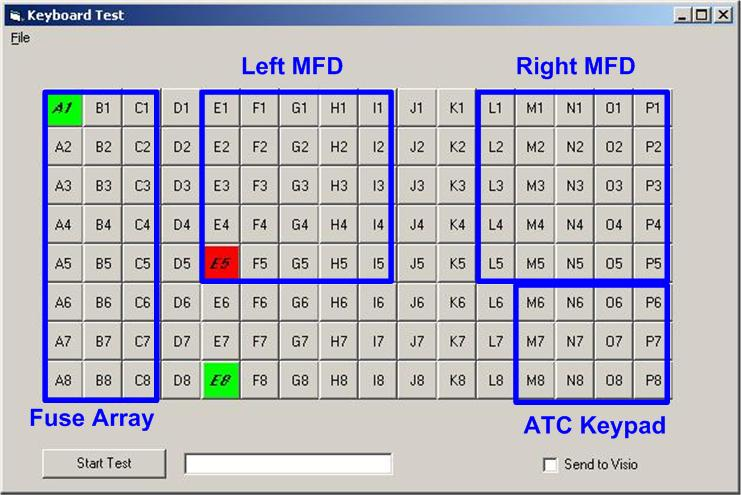 Keyboard Test
File
Left MFD Right MFD
A1 B1 C1 D1 E1 F1 G1 H1 I1 J1 K1 L1 M1 N1 O1 P1
A2 B2 C2 D2 E2 F2 G2 H2 I2 J2 K2 L2 M2 N2 O2 P2
A3 B3 C3 D3 E3 F3 G3 H3 I3 J3 K3 L3 M3 N3 O3 P3
A4 B4 C4 D4 E4 F4 G4 H4 I4 J4 K4 L4 M4 N4 O4 P4
A5 B5 C5 D5 E5 F5 G5 H5 I5 J5 K5 L5 M5 N5 O5 P5
A6 B6 C6 D6 E6 F6 G6 H6 I6 J6 K6 L6 M6 N6 O6 P6
A7 B7 C7 D7 E7 F7 G7 H7 I7 J7 K7 L7 M7 N7 O7 P7
A8 B8 C8 D8 E8 F8 G8 H8 I8 J8 K8 L8 M8 N8 O8 P8
Fuse Array ATC Keypad
Start Test Send to Visio